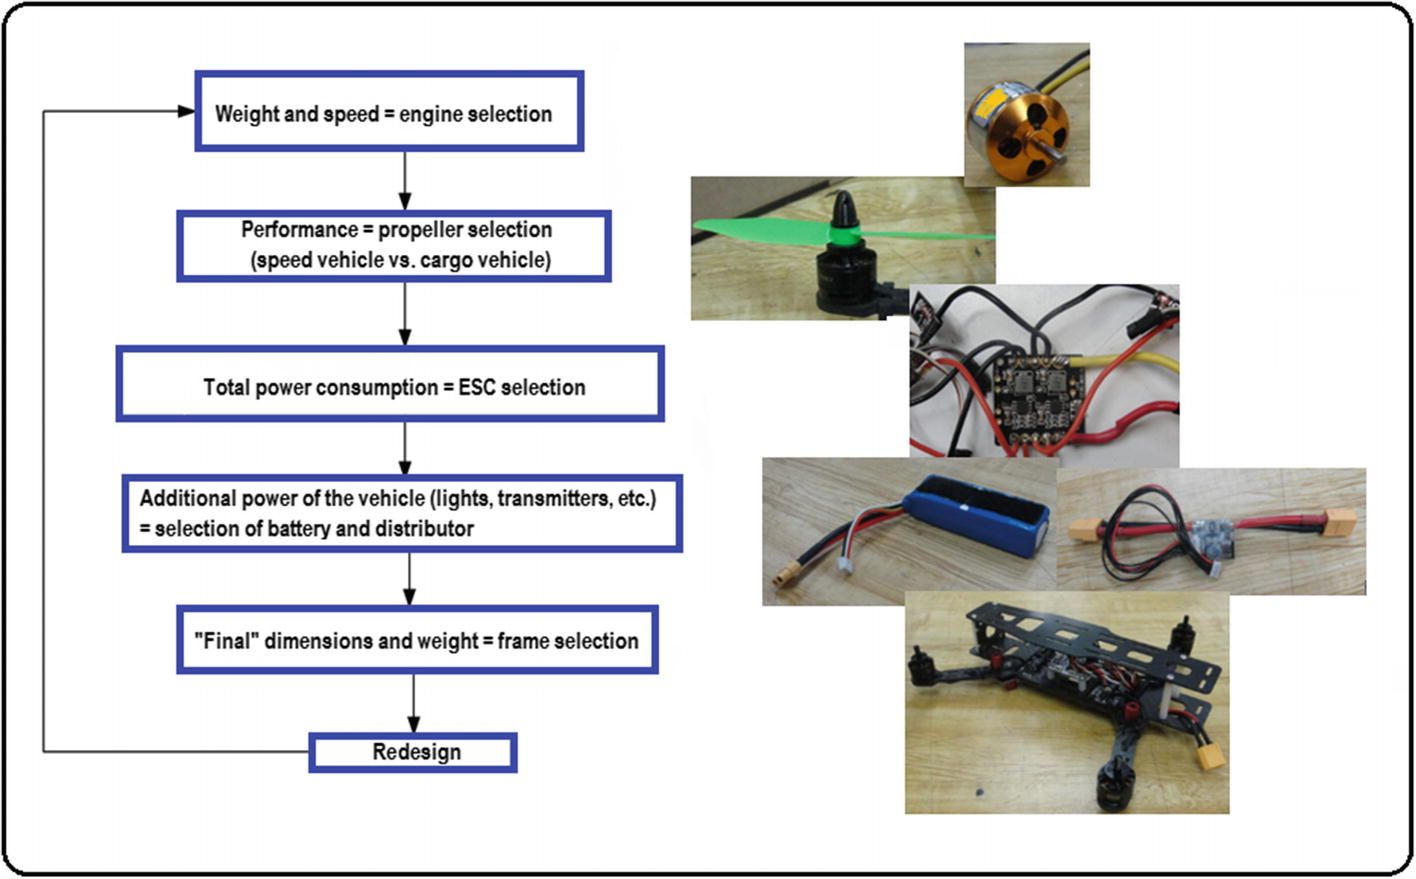 Weight and speed = engine selection
Performance = propeller selection
(speed vehicle vs. cargo vehicle)
Total power consumption = ESC selection
Additional power of the vehicle (lights, transmitters, etc.)
= selection of battery and distributor
"Final" dimensions and weight = frame selection
Redesign